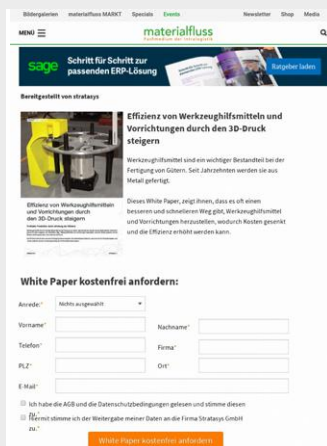 Bildergalerien materialfluss MARKT Specials Events Newsletter Shop Media
MENÜ
materialfluss
Fachmedium der Intralogistik
sage
Schritt für Schritt zur
passenden ERP-Lösung
Ratgeber laden
Bereitgestellt von stratasys
Effizienz von Werkzeughilfsmitteln und
Vorrichtungen durch
den 3D-Druck steigern
Effizienz von Werkzeughilfsmitteln und
Vorrichtungen durch den 3D-Druck
steigern
Werkzeughilfsmittel sind ein wichtiger Bestandteil bei der
Fertigung von Gütern. Seit Jahrzehnten werden sie aus
Metall gefertigt.
Dieses White Paper, zeigt ihnen, dass es oft einen
besseren und schnelleren Weg gibt, Werkzeughilfsmittel
und Vorrichtungen herzustellen, wodurch Kosten gesenkt
und die Effizienz erhöht werden kann.
White Paper kostenfrei anfordern:
Anrede:* Nichts ausgewählt
Vorname* Nachname*
Telefon* Firma*
PLZ* Ort*
E-Mail*
Ich habe die AGB und die Datenschutzbedingungen gelesen und stimme diesen
zu.*
Hiermit stimme ich der Weitergabe meiner Daten an die Firma Stratasys GmbH
zu.*
White Paper kostenfrei anfordern